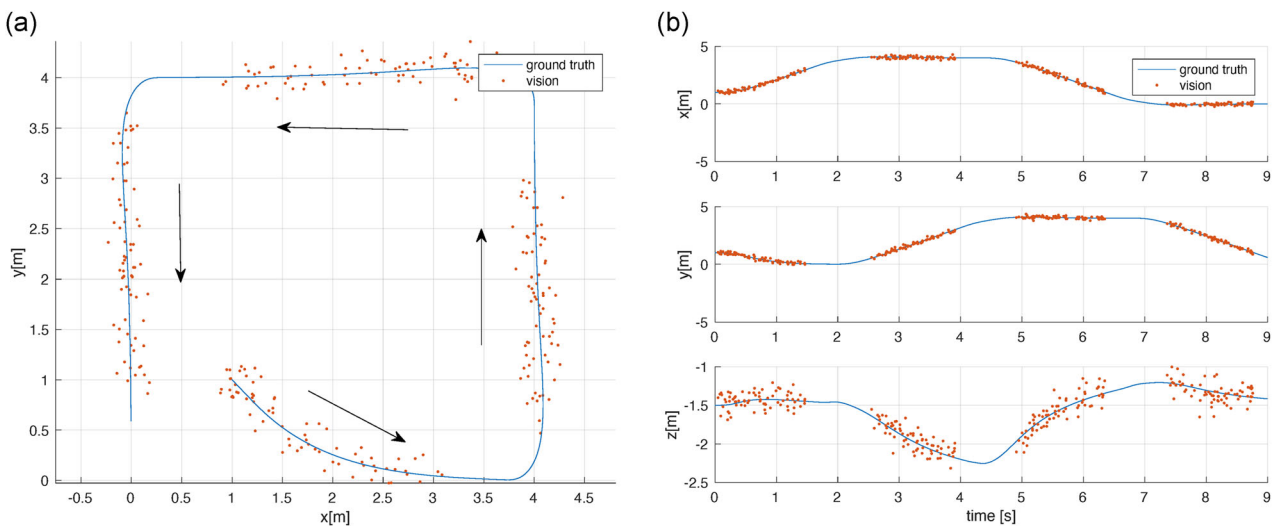 (a)
ground truth
vision
4
3.5
3
2.5
2
1.5
1
0.5
0
y[m]
-0.5 0 0.5 1 1.5 2 2.5 3 3.5 4 4.5
x[m]
(b)
ground truth
vision
5
0
-5
x[m]
0 1 2 3 4 5 6 7 8 9
5
0
-5
y[m]
0 1 2 3 4 5 6 7 8 9
-1
-1.5
-2
-2.5
z[m]
0 1 2 3 4 5 6 7 8 9
time [s]